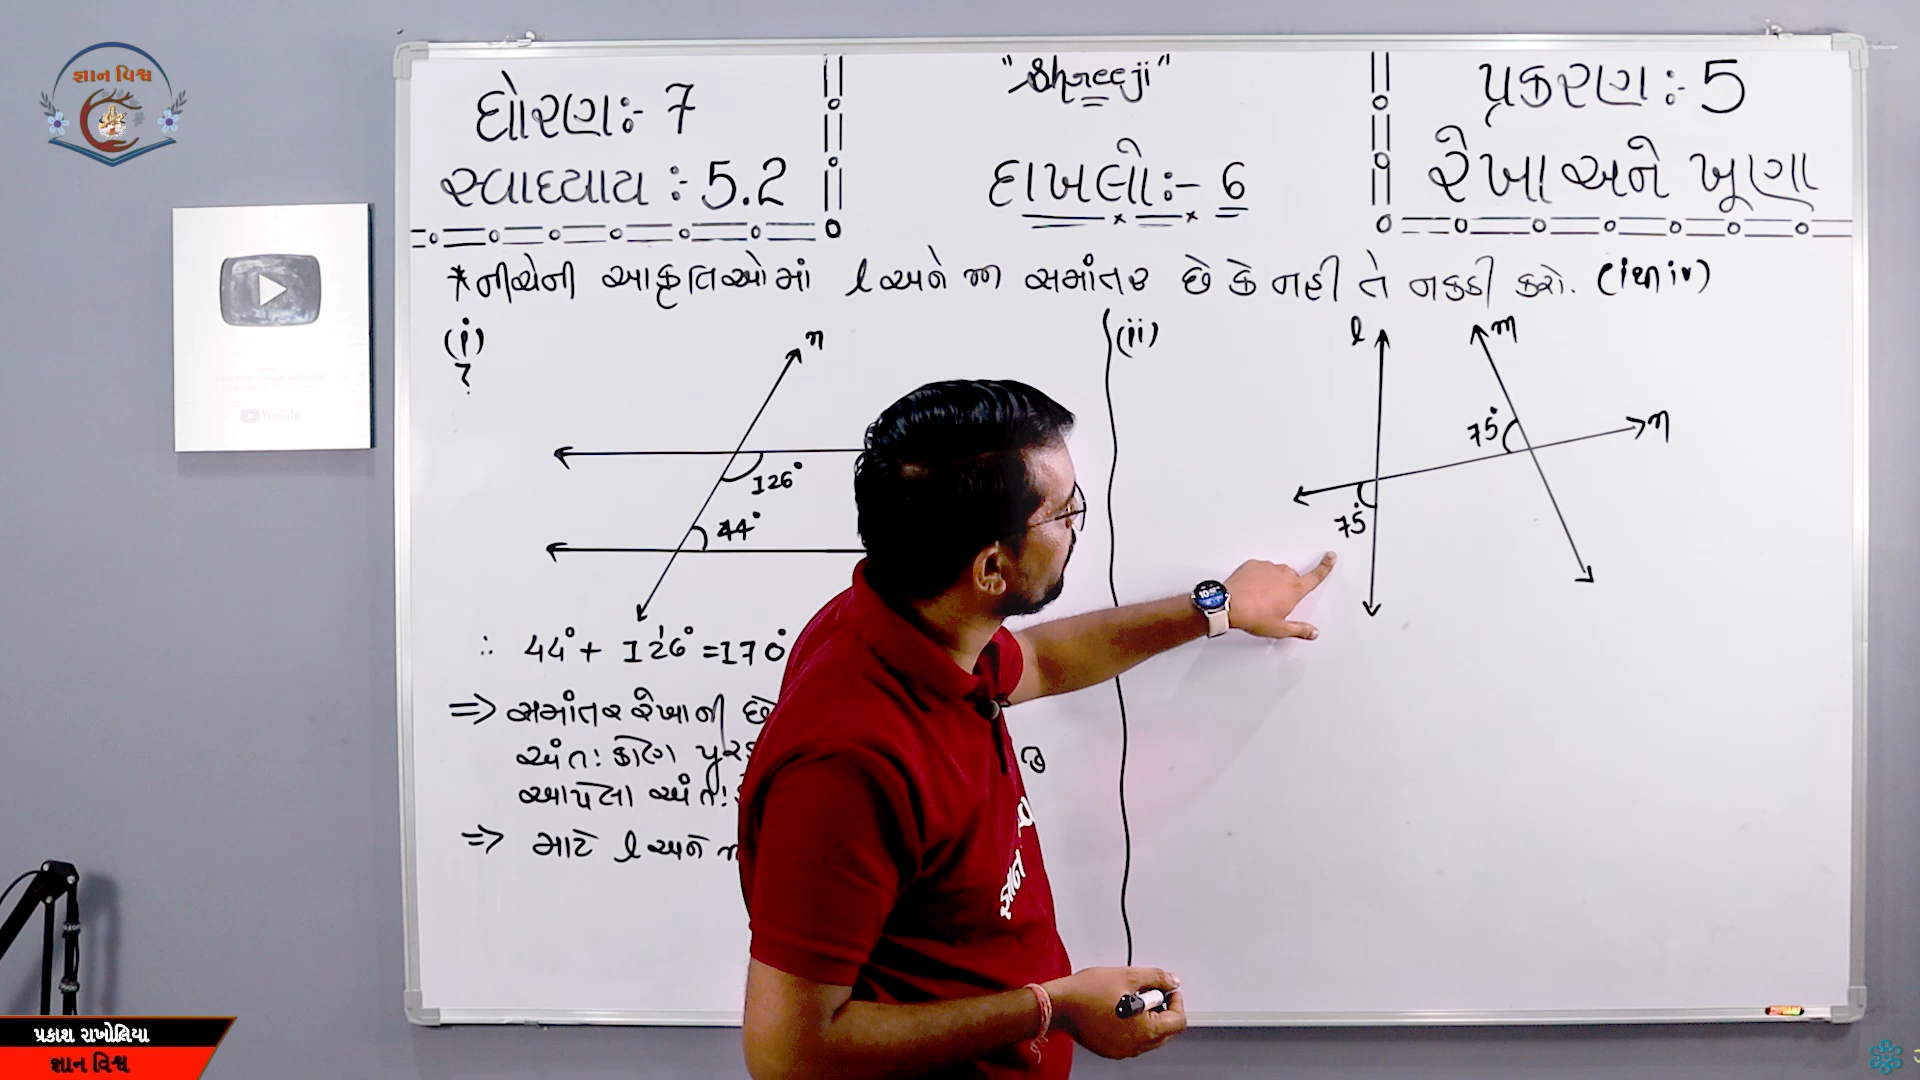 જ્ઞાન વિશ્વ
ધોરણ:- 7
સ્વાધ્યાય :- 5.2
"Shreeji"
દાખલો:- 6
પ્રકરણ :- 5
રેખા અને ખૂણા
* નીચેની આકૃતિઓમાં l અને m સમાંતર છે કે નહી તે નક્કી કરો. (i થી iv)
(i)
n
126°
44°
∴ 44° + 126° = 170°
⇒ સમાંતર રેખાની
અંત: કોણ
આપેલા અંત:
⇒ માટે l અને
(ii)
l
m
75°
n
75°
YouTube
જ્ઞાન
પ્રકાશ રાખોલિયા
જ્ઞાન વિશ્વ